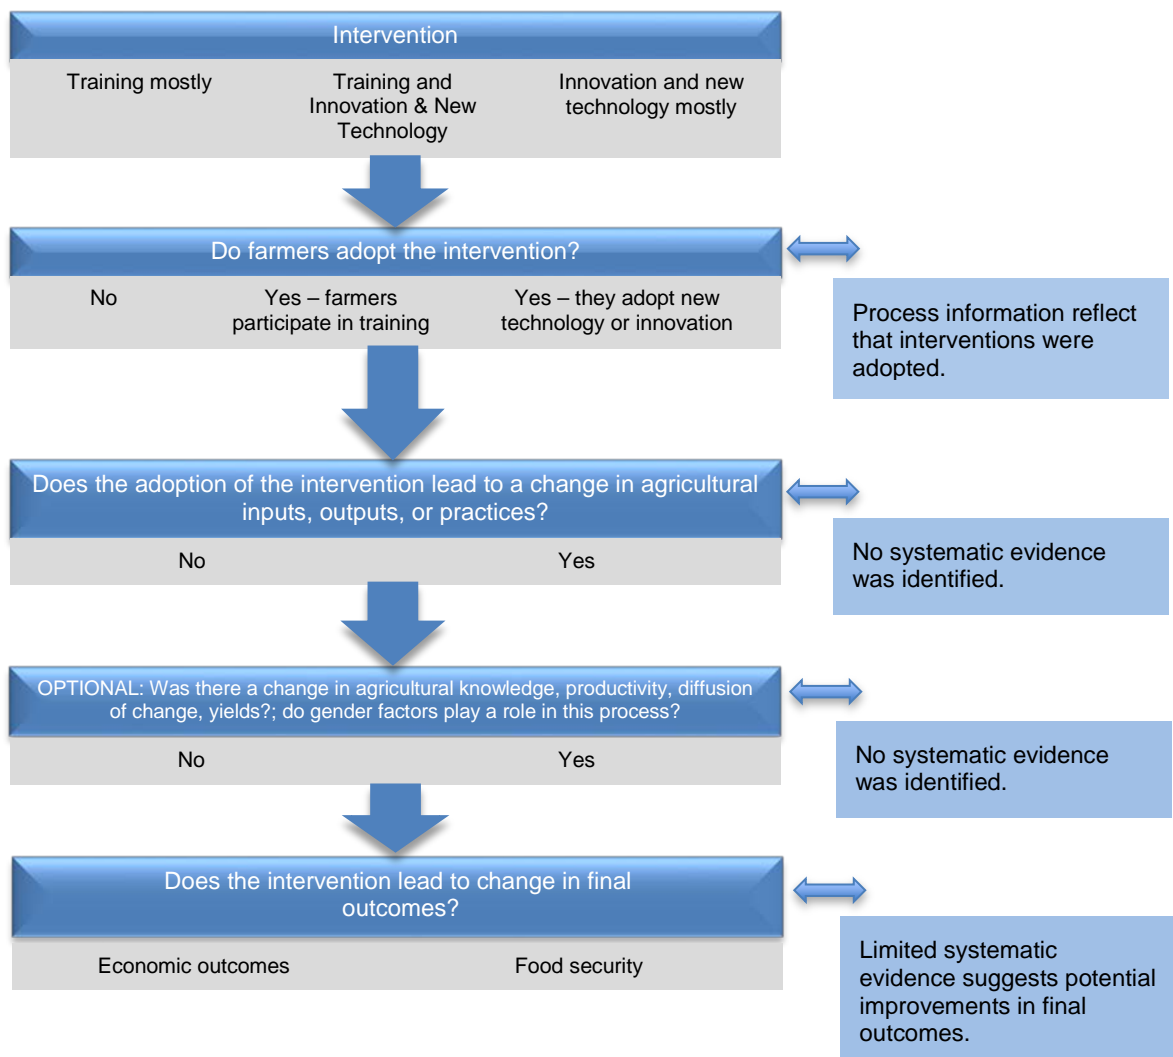 Intervention
Training mostly
Training and
Innovation & New
Technology
Innovation and new
technology mostly
Do farmers adopt the intervention?
No
Yes – farmers
participate in training
Yes – they adopt new
technology or innovation
Process information reflect
that interventions were
adopted.
Does the adoption of the intervention lead to a change in agricultural
inputs, outputs, or practices?
No
Yes
No systematic evidence
was identified.
OPTIONAL: Was there a change in agricultural knowledge, productivity, diffusion
of change, yields?; do gender factors play a role in this process?
No
Yes
No systematic evidence
was identified.
Does the intervention lead to change in final
outcomes?
Economic outcomes
Food security
Limited systematic
evidence suggests potential
improvements in final
outcomes.